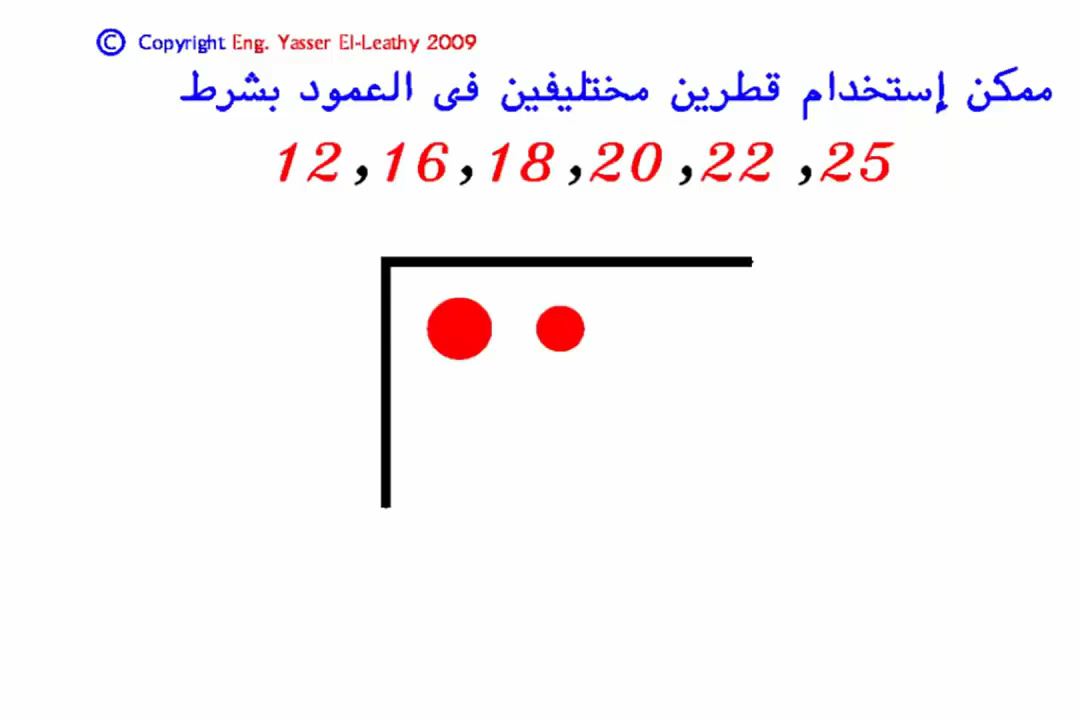 © Copyright Eng. Yasser El-Leathy 2009
ممكن إستخدام قطرين مختليفين فى العمود بشرط
12 , 16 , 18 , 20 , 22 , 25